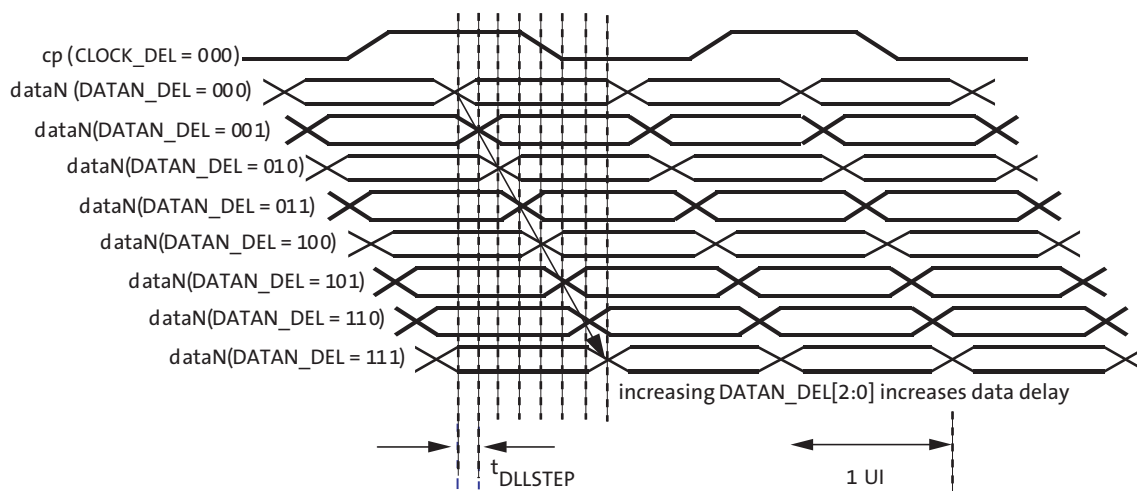 cp (CLOCK_DEL = 000)
dataN (DATAN_DEL = 000)
dataN(DATAN_DEL = 001)
dataN(DATAN_DEL = 010)
dataN(DATAN_DEL = 011)
dataN(DATAN_DEL = 100)
dataN(DATAN_DEL = 101)
dataN(DATAN_DEL = 110)
dataN(DATAN_DEL = 111)
increasing DATAN_DEL[2:0] increases data delay
tDLLSTEP
1 UI